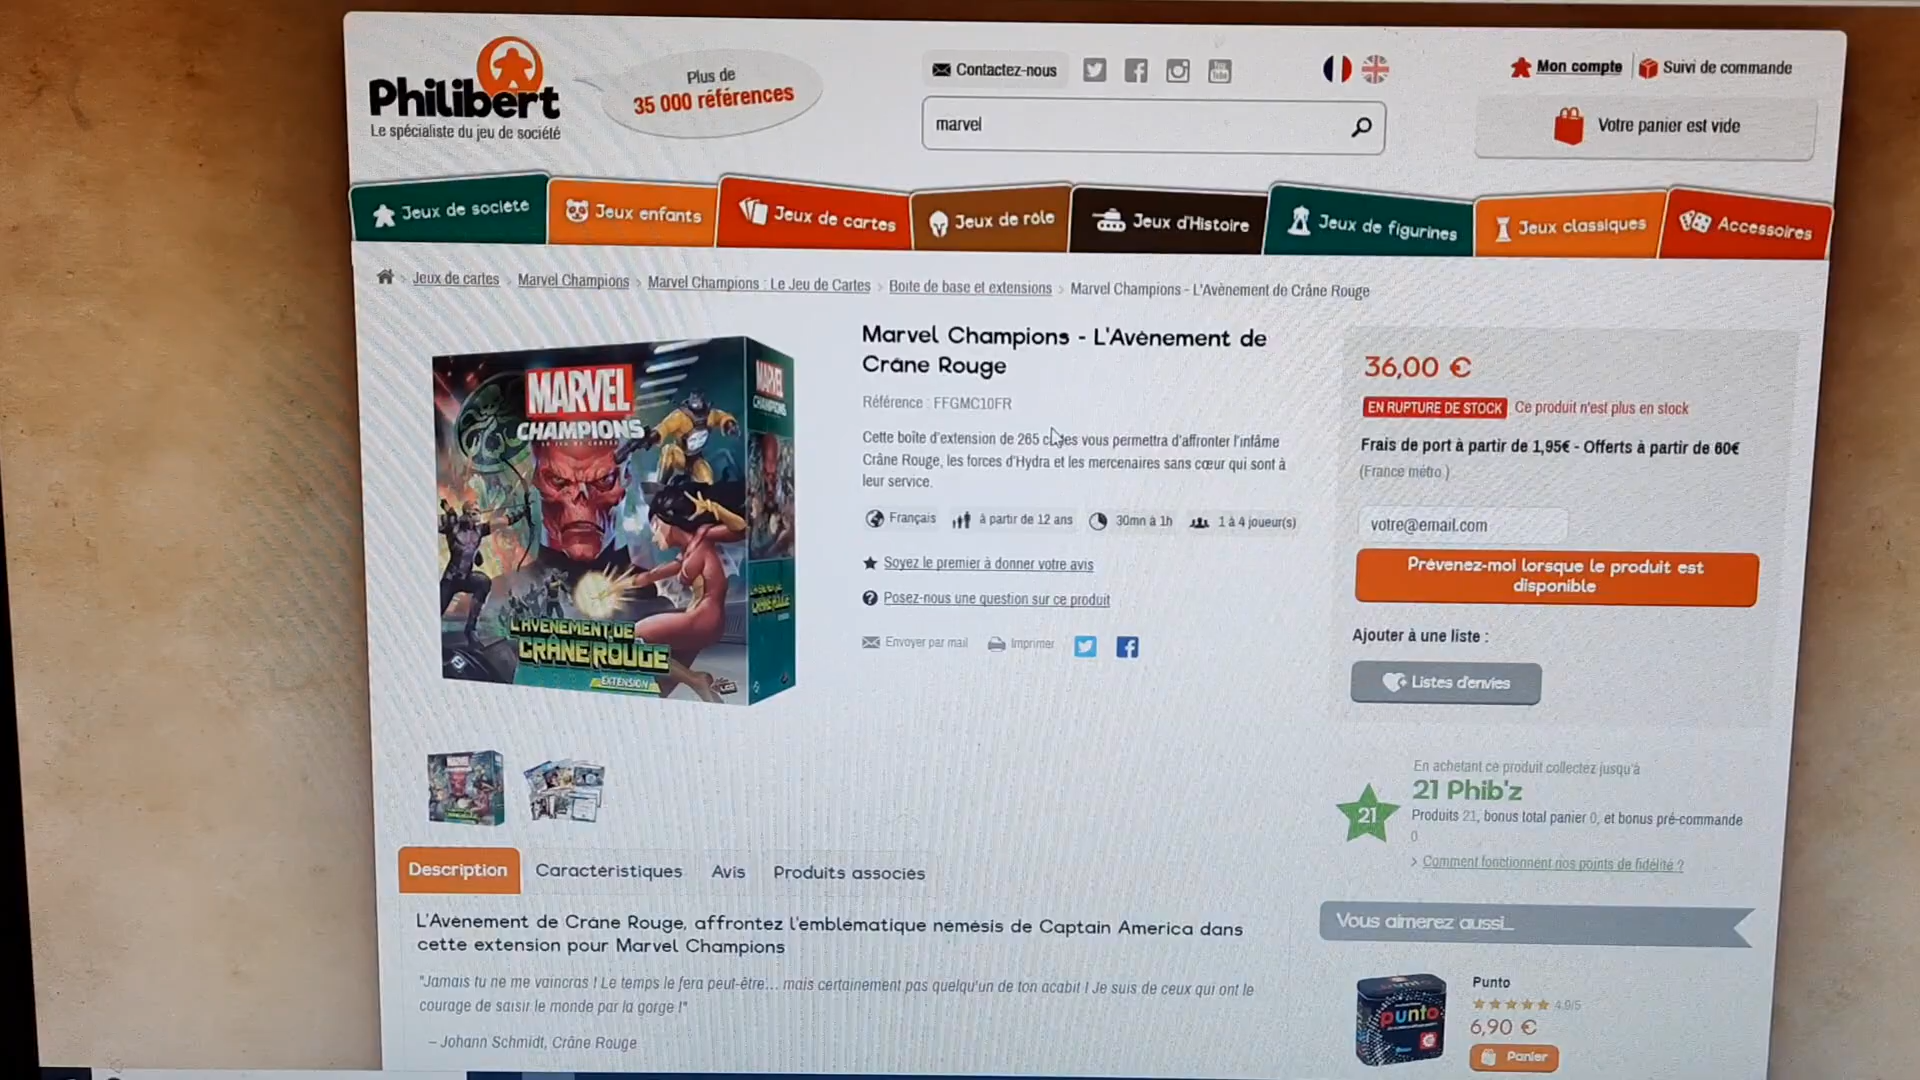 Philibert
Le spécialiste du jeu de société
Plus de
35 000 références
Contactez-nous
You Tube
Mon compte
Suivi de commande
marvel
Votre panier est vide
Jeux de société
Jeux enfants
Jeux de cartes
Jeux de rôle
Jeux d'Histoire
Jeux de figurines
Jeux classiques
Accessoires
> Jeux de cartes > Marvel Champions > Marvel Champions : Le Jeu de Cartes > Boite de base et extensions > Marvel Champions - L'Avènement de Crâne Rouge
MARVEL
CHAMPIONS
LE JEU DE CARTES
L'AVÈNEMENT DE
CRÂNE ROUGE
EXTENSION
MARVEL
CHAMPIONS
Marvel Champions - L'Avènement de
Crâne Rouge
Référence : FFGMC10FR
Cette boîte d'extension de 265 cartes vous permettra d'affronter l'infâme
Crâne Rouge, les forces d'Hydra et les mercenaires sans cœur qui sont à
leur service.
Français
à partir de 12 ans
30mn à 1h
1 à 4 joueur(s)
Soyez le premier à donner votre avis
Posez-nous une question sur ce produit
Envoyer par mail
Imprimer
36,00 €
EN RUPTURE DE STOCK Ce produit n'est plus en stock
Frais de port à partir de 1,95€ - Offerts à partir de 60€
(France métro.)
votre@email.com
Prévenez-moi lorsque le produit est
disponible
Ajouter à une liste :
Listes d'envies
En achetant ce produit collectez jusqu'à
21 Phib'z
21
Produits 21, bonus total panier 0, et bonus pré-commande
0
> Comment fonctionnent nos points de fidélité ?
Description
Caractéristiques
Avis
Produits associés
L'Avènement de Crâne Rouge, affrontez l'emblématique némésis de Captain America dans
cette extension pour Marvel Champions
"Jamais tu ne me vaincras ! Le temps le fera peut-être... mais certainement pas quelqu'un de ton acabit ! Je suis de ceux qui ont le
courage de saisir le monde par la gorge !"
– Johann Schmidt, Crâne Rouge
Vous aimerez aussi...
punto
Punto
4.9/5
6,90 €
Panier